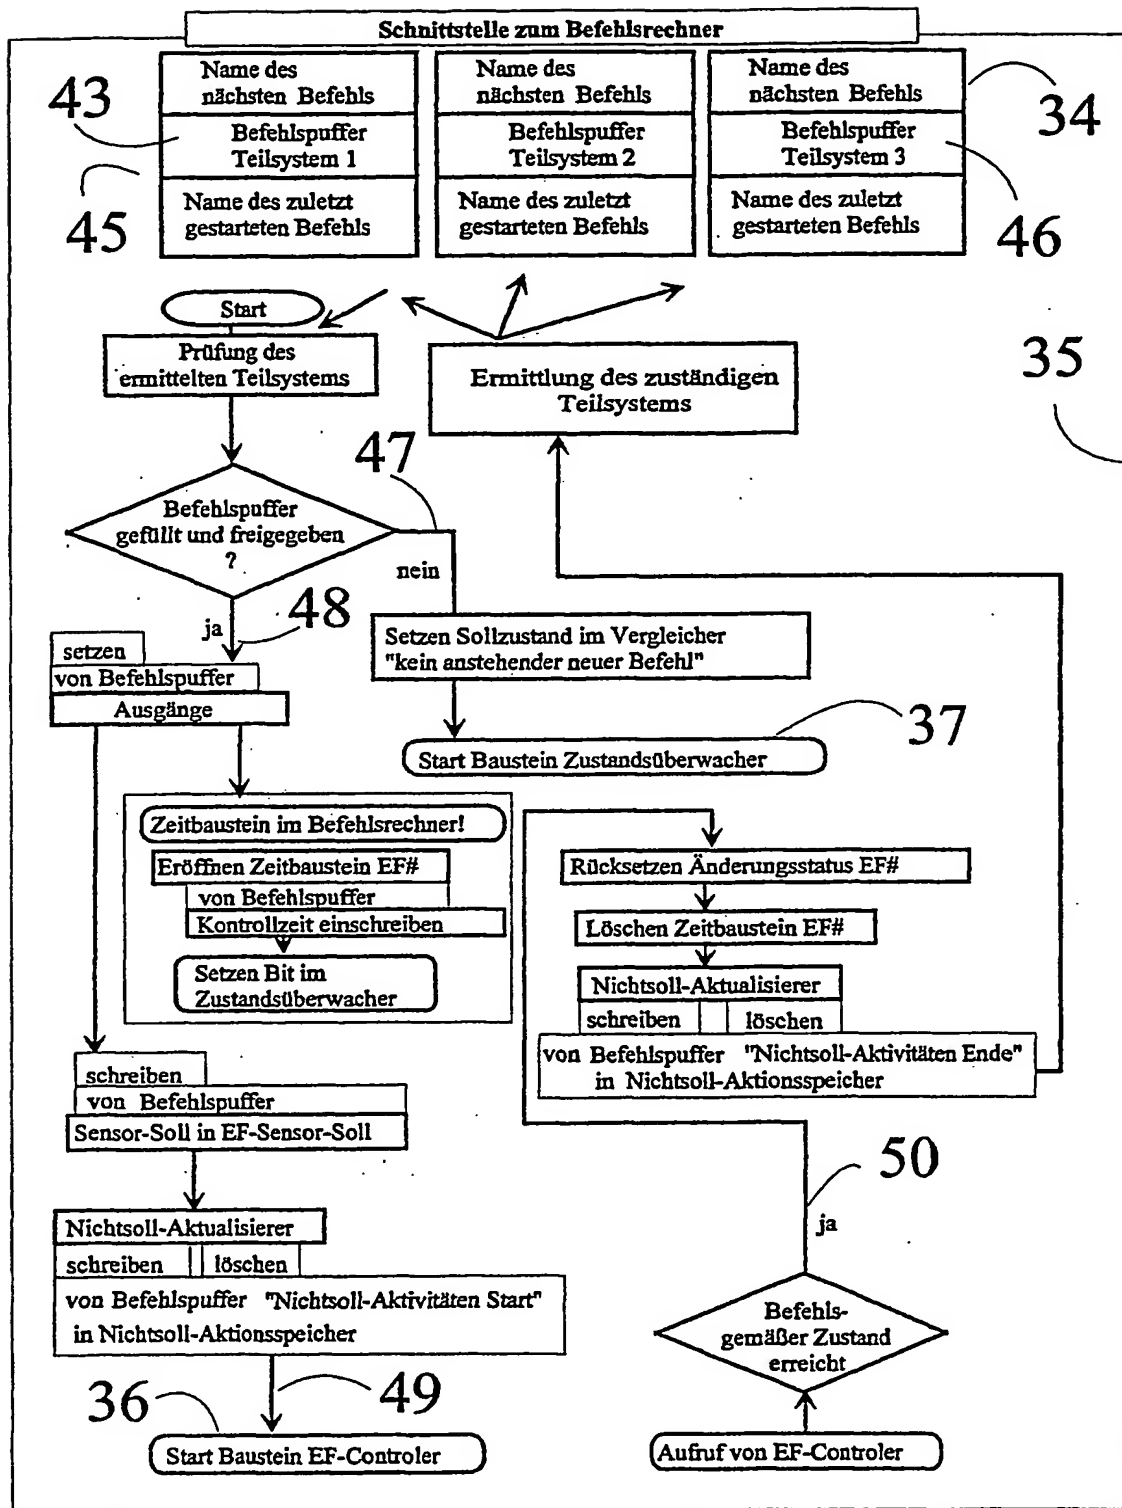 Schnittstelle zum Befehlsrechner
Name des
nächsten Befehls
Befehlspuffer
Teilsystem 1
Name des zuletzt
gestarteten Befehls
Name des
nächsten Befehls
Befehlspuffer
Teilsystem 2
Name des zuletzt
gestarteten Befehls
Name des
nächsten Befehls
Befehlspuffer
Teilsystem 3
Name des zuletzt
gestarteten Befehls
43
45
34
46
Start
Prüfung des
ermittelten Teilsystems
Ermittlung des zuständigen
Teilsystems
35
47
Befehlspuffer
gefüllt und freigegeben
?
nein
ja
48
Setzen Sollzustand im Vergleicher
"kein anstehender neuer Befehl"
setzen
von Befehlspuffer
Ausgänge
37
Start Baustein Zustandsüberwacher
Zeitbaustein im Befehlsrechner!
Eröffnen Zeitbaustein EF#
von Befehlspuffer
Kontrollzeit einschreiben
Setzen Bit im
Zustandsüberwacher
Rücksetzen Änderungsstatus EF#
Löschen Zeitbaustein EF#
Nichtsoll-Aktualisierer
schreiben löschen
von Befehlspuffer "Nichtsoll-Aktivitäten Ende"
in Nichtsoll-Aktionsspeicher
schreiben
von Befehlspuffer
Sensor-Soll in EF-Sensor-Soll
50
ja
Nichtsoll-Aktualisierer
schreiben löschen
von Befehlspuffer "Nichtsoll-Aktivitäten Start"
in Nichtsoll-Aktionsspeicher
Befehls-
gemäßer Zustand
erreicht
36
49
Start Baustein EF-Controler
Aufruf von EF-Controler